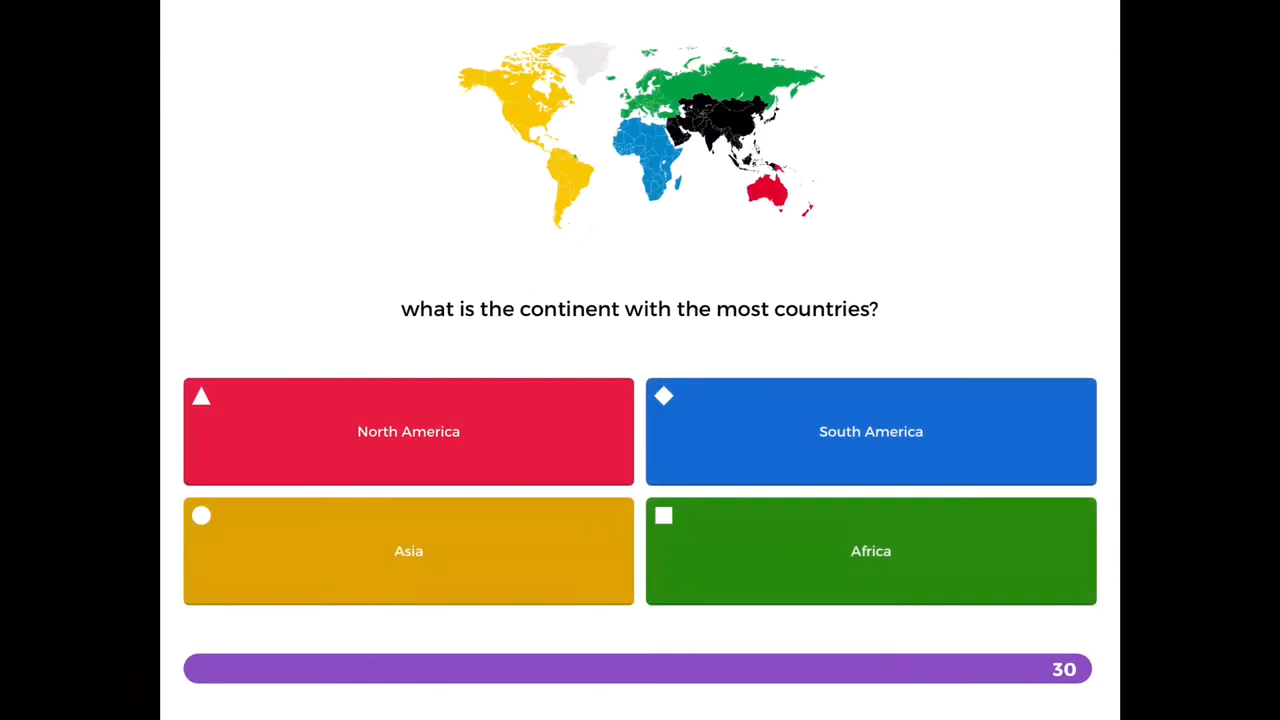 what is the continent with the most countries?
North America
South America
Asia
Africa
30